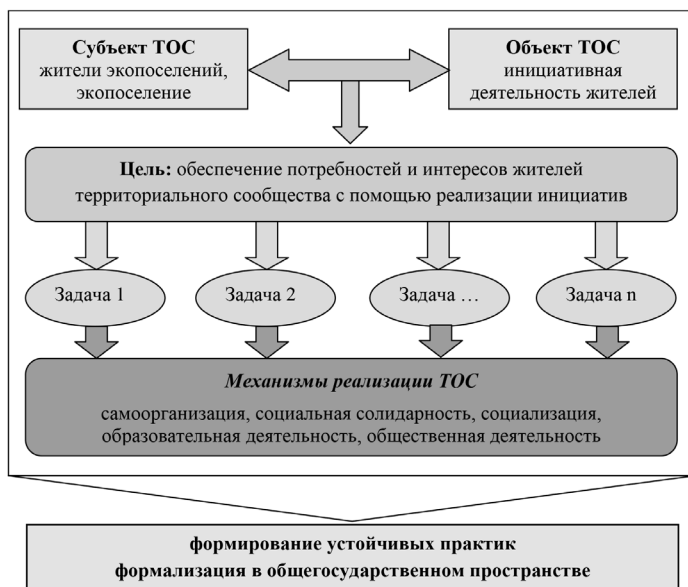 Субъект ТОС
жители экопоселений,
экопоселение
Объект ТОС
инициативная
деятельность жителей
Цель: обеспечение потребностей и интересов жителей
территориального сообщества с помощью реализации инициатив
Задача 1
Задача 2
Задача ...
Задача n
Механизмы реализации ТОС
самоорганизация, социальная солидарность, социализация,
образовательная деятельность, общественная деятельность
формирование устойчивых практик
формализация в общегосударственном пространстве